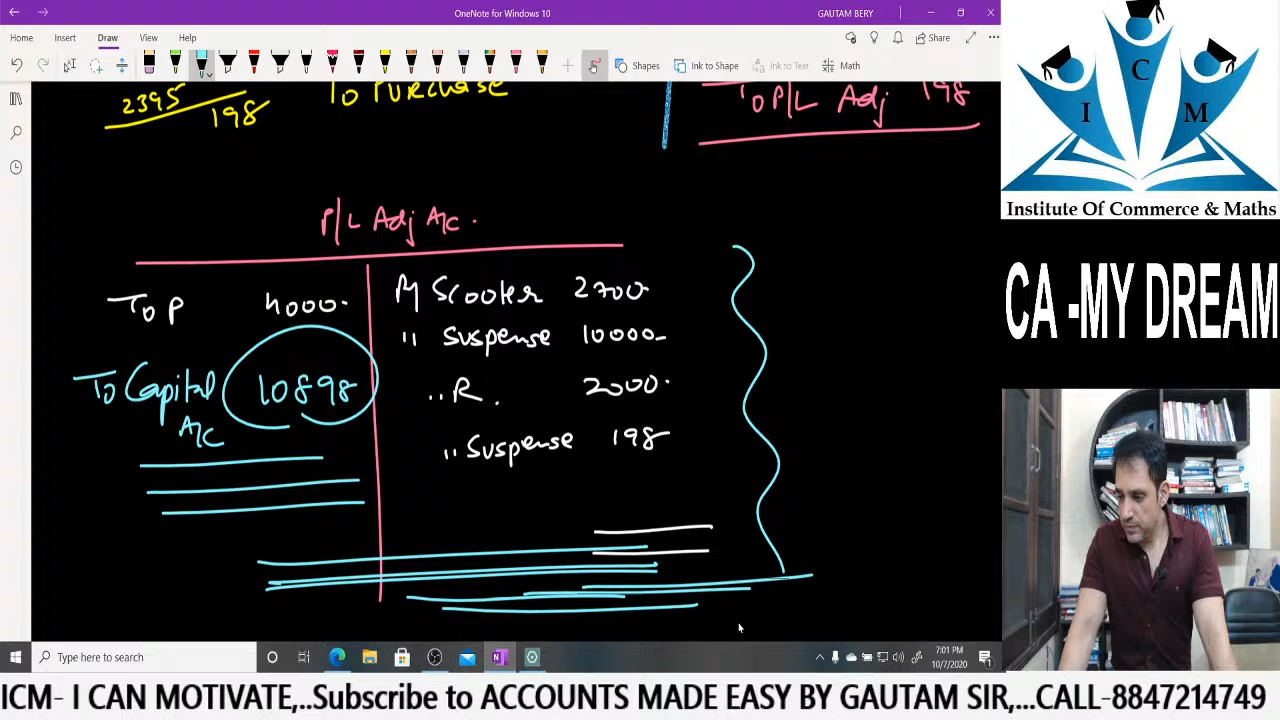 OneNote for Windows 10
GAUTAM BERY
Home Insert Draw View Help
Share
Shapes
Ink to Shape
Ink to Text
Math
2395
198
To Purchase
To P/L Adj 198
P/L Adj A/c.
To P 4000
By Scooter 2700
" Suspense 10000
To Capital A/c 10898
" R. 2000
" Suspense 198
I C M
Institute Of Commerce & Maths
CA -MY DREAM
Type here to search
7:01 PM
10/7/2020
ICM- I CAN MOTIVATE,..Subscribe to ACCOUNTS MADE EASY BY GAUTAM SIR,...CALL-8847214749